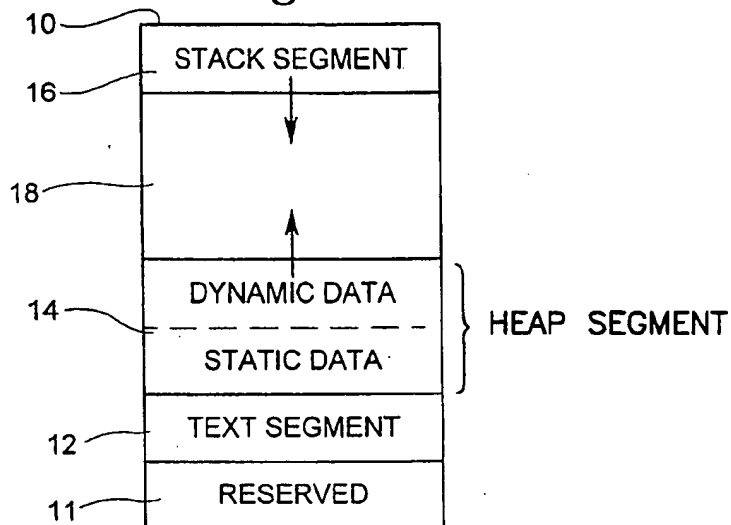 10
STACK SEGMENT
16
18
DYNAMIC DATA
14
HEAP SEGMENT
STATIC DATA
TEXT SEGMENT
12
RESERVED
11